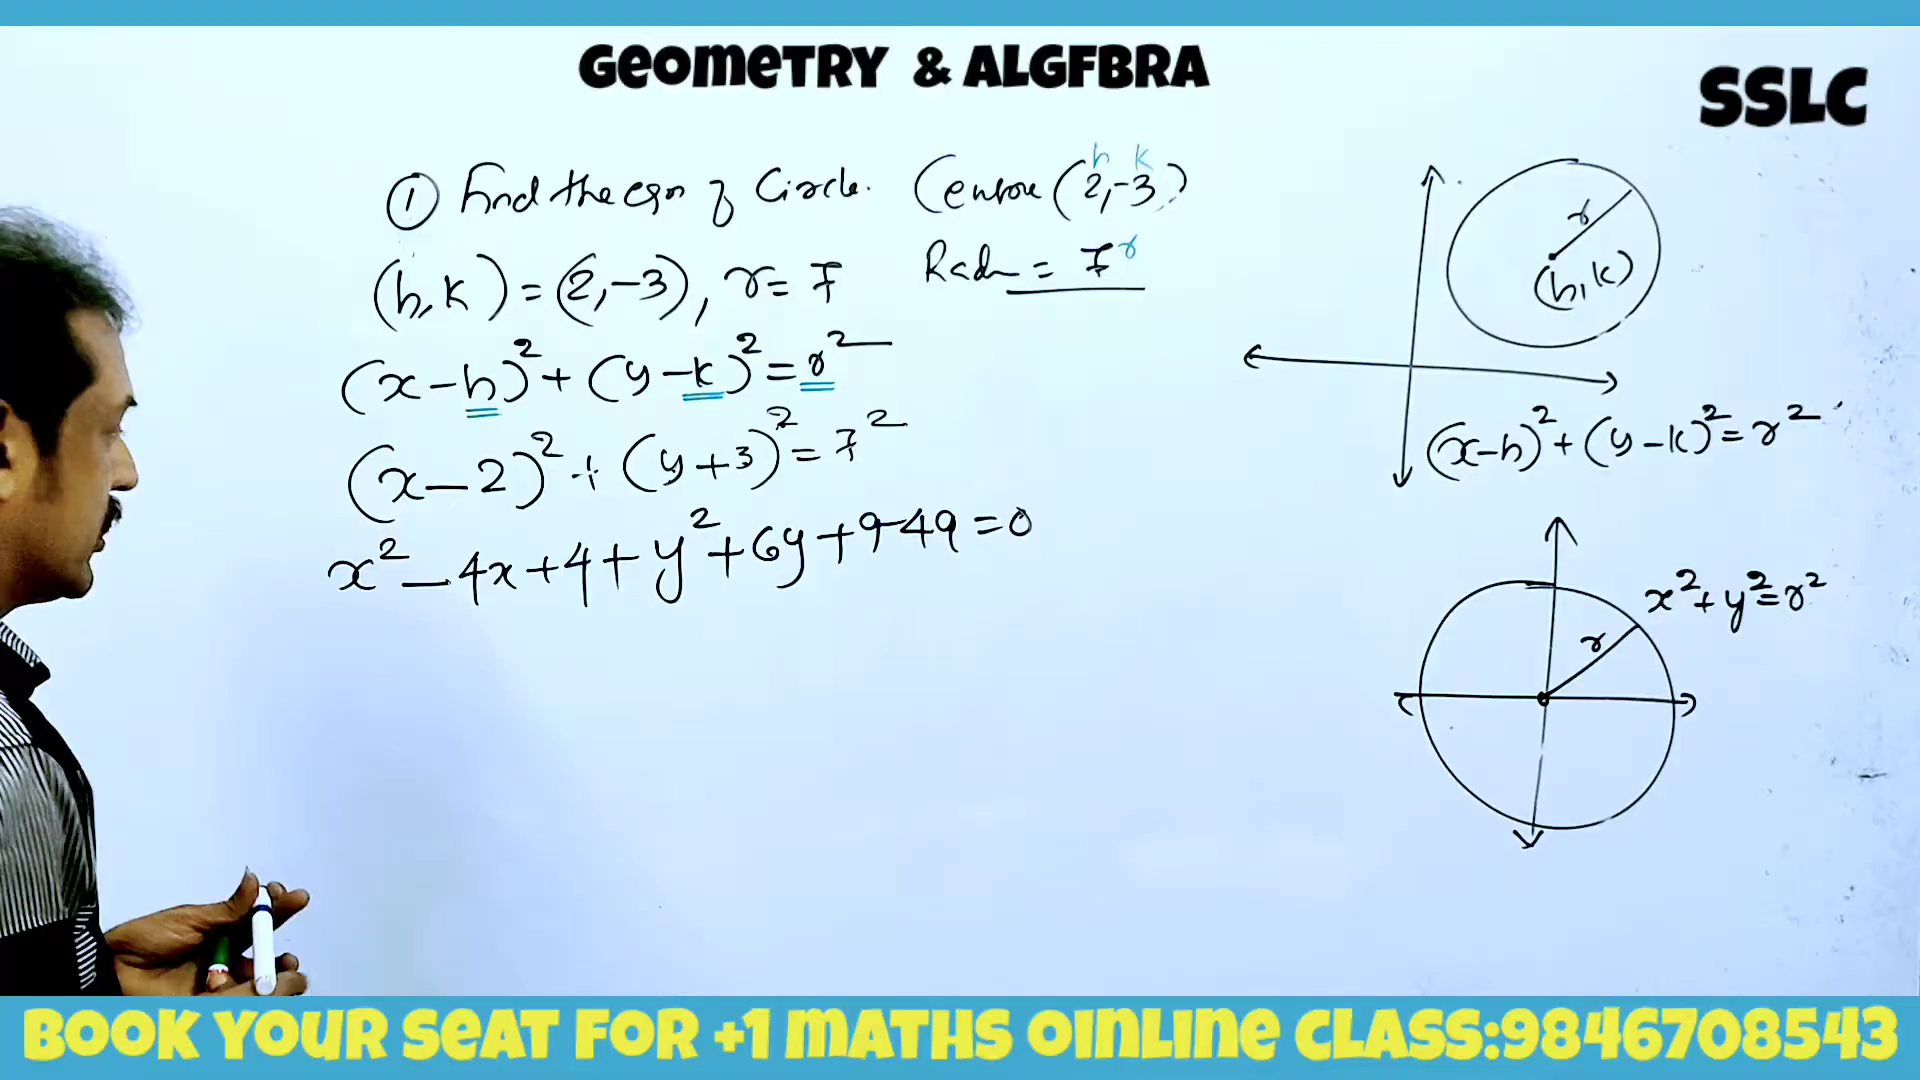 GEOMETRY & ALGFBRA
SSLC
① Find the eqn of Circle. Centre (2,-3)
h k
Radius = 7 r
(h,k) = (2,-3), r = 7
(x-h)² + (y-k)² = r²
(x-2)² + (y+3)² = 7²
x² - 4x + 4 + y² + 6y + 9 - 49 = 0
r
(h,k)
(x-h)² + (y-k)² = r²
x² + y² = r²
r
BOOK YOUR SEAT FOR +1 MATHS OINLINE CLASS:9846708543